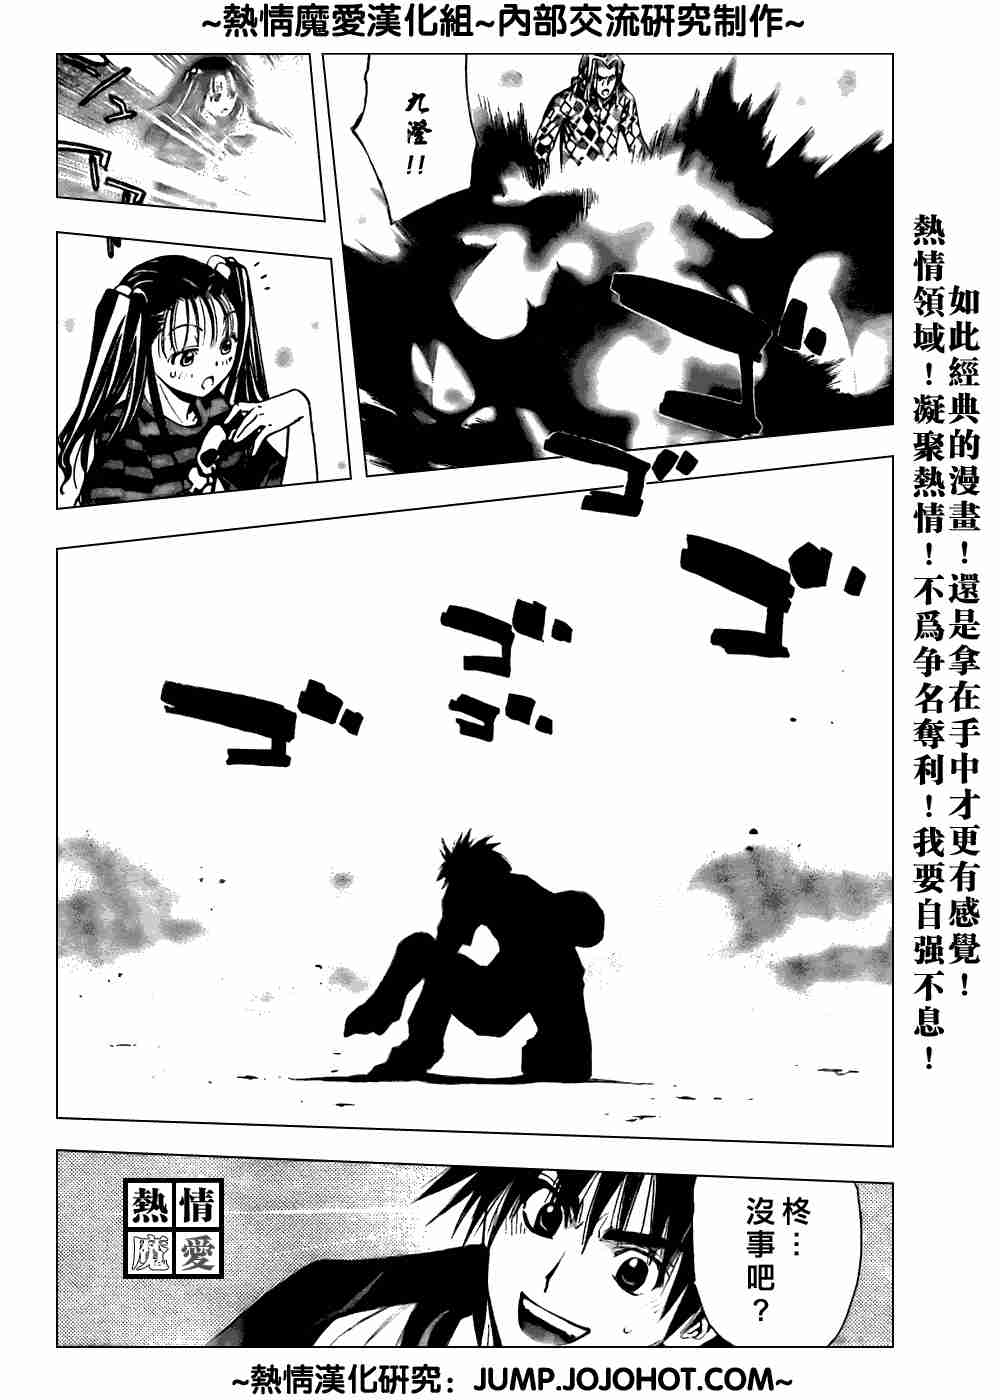 ~熱情魔愛漢化組~內部交流研究制作~
九澄!!
ゴゴ
ゴゴゴゴ
如此經典的漫畫！還是拿在手中才更有感覺！
熱情領域！凝聚熱情！不爲争名奪利！我要自强不息！
柊…
沒事吧？
熱情
魔愛
~熱情漢化研究：JUMP.JOJOHOT.COM~